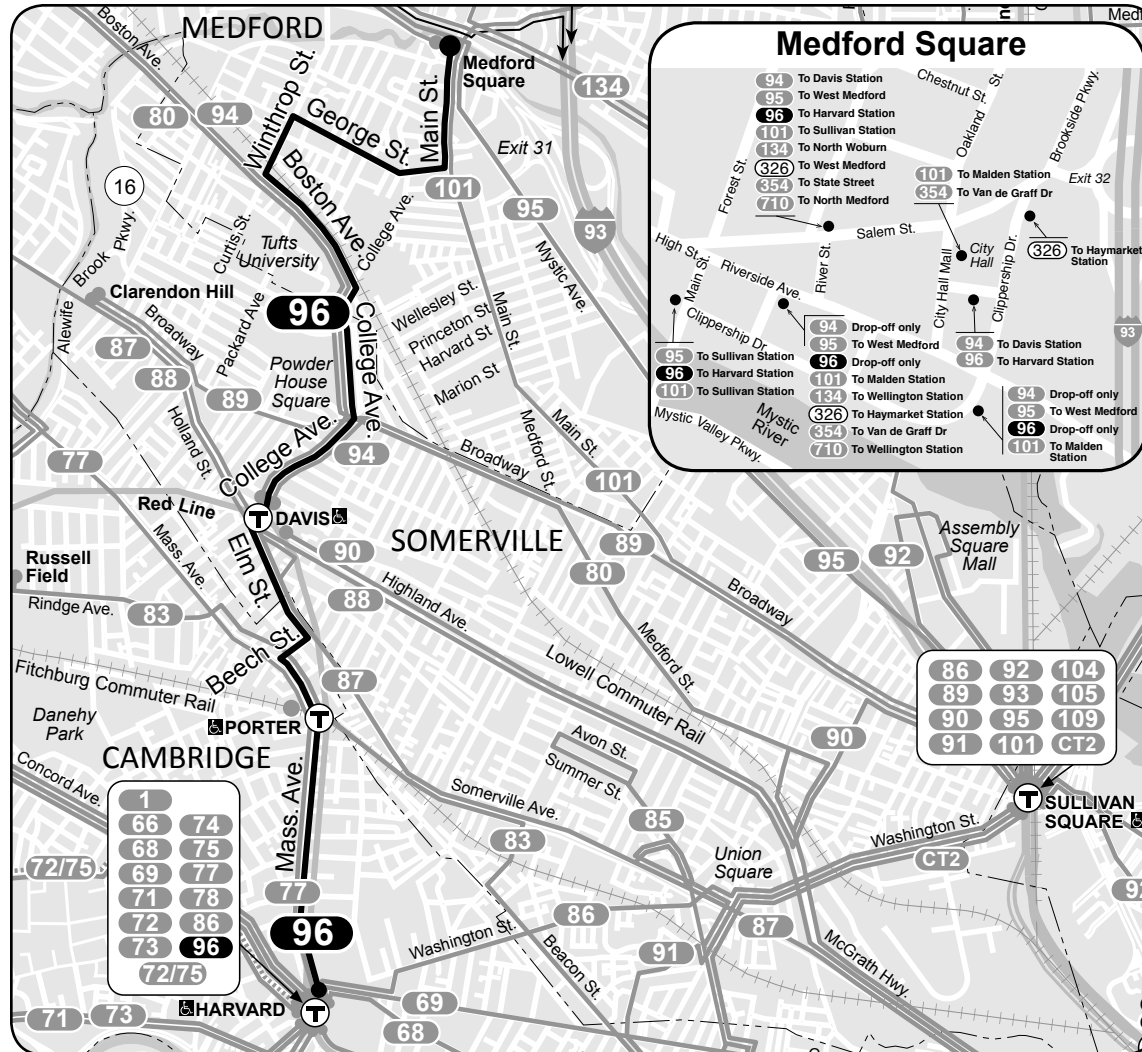 MEDFORD
Boston Ave.
Medford
Square
134
80
94
Winthrop St.
George St.
Main St.
Exit 31
16
Boston Ave.
101
95
93
Curtis St.
College Ave.
Tufts
University
Mystic Ave.
Alewife
Brook
Pkwy.
Clarendon Hill
96
Wellesley St.
Princeton St.
Harvard St.
Main St.
Broadway
Packard Ave
College Ave.
87
88
Powder
House
Square
Marion St
89
Holland St.
College Ave.
94
Broadway
Medford St.
Main St.
77
101
Red Line
T DAVIS
SOMERVILLE
Mass. Ave.
Elm St.
90
89
80
95
92
Assembly
Square
Mall
Russell
Field
Rindge Ave.
83
88
Highland Ave.
Broadway
Medford St.
Beech St.
Fitchburg Commuter Rail
87
Lowell Commuter Rail
Danehy
Park
PORTER T
CAMBRIDGE
Concord Ave.
Avon St.
Summer St.
90
86 92 104
89 93 105
90 95 109
91 101 CT2
T SULLIVAN
SQUARE
1
66 74
68 75
69 77
71 78
72 86
73 96
72/75
72/75
Mass. Ave.
Somerville Ave.
83
85
Washington St.
CT2
Union
Square
77
96
86
87
Washington St.
91
Beacon St.
McGrath Hwy.
HARVARD T
69
68
71
73
Medford Square
94 To Davis Station
95 To West Medford
96 To Harvard Station
101 To Sullivan Station
134 To North Woburn
326 To West Medford
354 To State Street
710 To North Medford
Chestnut St.
Oakland St.
Brookside Pkwy.
Forest St.
101 To Malden Station
354 To Van de Graff Dr
Exit 32
Salem St.
High St.
Main St.
Riverside Ave.
River St.
City Hall Mall
City
Hall
Clippership Dr.
326 To Haymarket
Station
93
Clippership Dr.
95 To Sullivan Station
96 To Harvard Station
101 To Sullivan Station
94 Drop-off only
95 To West Medford
96 Drop-off only
101 To Malden Station
134 To Wellington Station
326 To Haymarket Station
354 To Van de Graff Dr
710 To Wellington Station
94 To Davis Station
96 To Harvard Station
94 Drop-off only
95 To West Medford
96 Drop-off only
101 To Malden
Station
Mystic
River
Mystic Valley Pkwy.